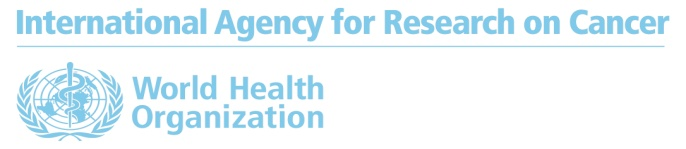 International Agency for Research on Cancer
World Health
Organization